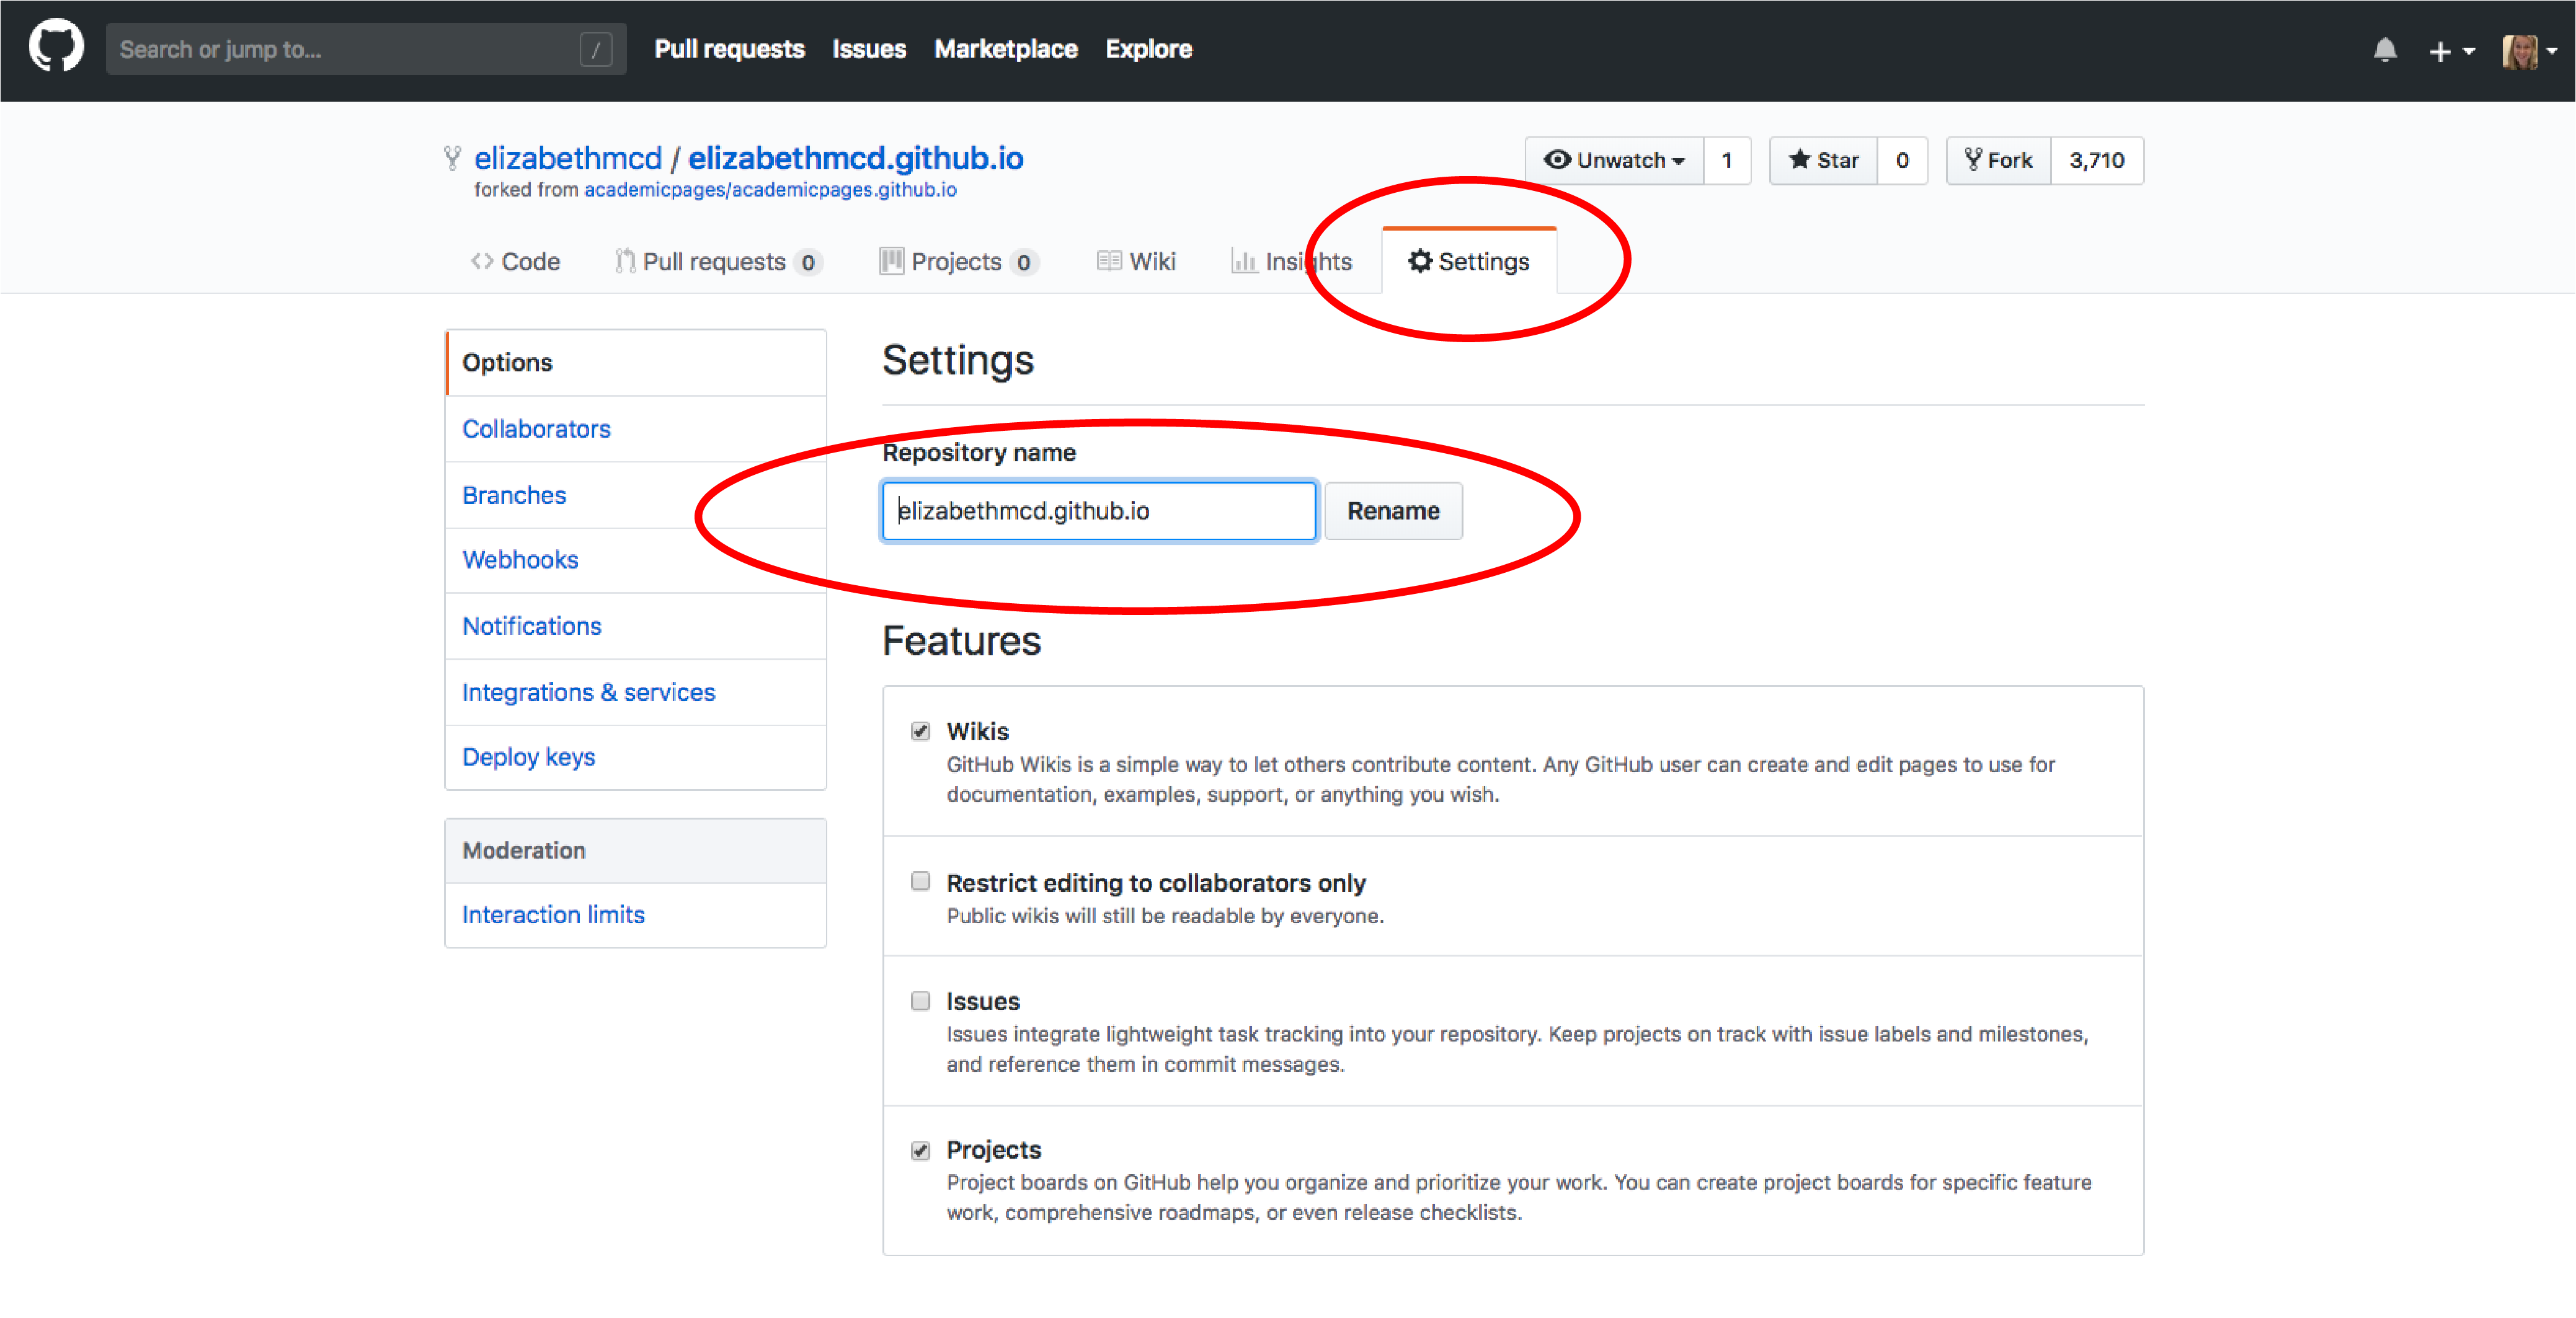 Search or jump to... / Pull requests Issues Marketplace Explore
elizabethmcd / elizabethmcd.github.io Unwatch 1 Star 0 Fork 3,710
forked from academicpages/academicpages.github.io
Code Pull requests 0 Projects 0 Wiki Insights Settings
Options
Collaborators
Branches
Webhooks
Notifications
Integrations & services
Deploy keys
Moderation
Interaction limits
Settings
Repository name
elizabethmcd.github.io Rename
Features
Wikis
GitHub Wikis is a simple way to let others contribute content. Any GitHub user can create and edit pages to use for
documentation, examples, support, or anything you wish.
Restrict editing to collaborators only
Public wikis will still be readable by everyone.
Issues
Issues integrate lightweight task tracking into your repository. Keep projects on track with issue labels and milestones,
and reference them in commit messages.
Projects
Project boards on GitHub help you organize and prioritize your work. You can create project boards for specific feature
work, comprehensive roadmaps, or even release checklists.